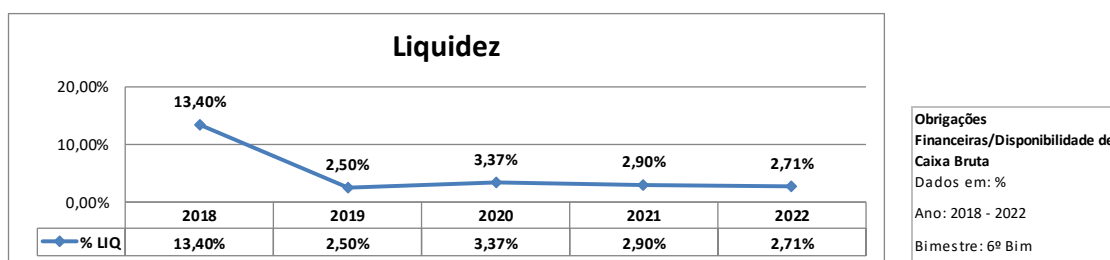 Liquidez
20,00%
10,00%
0,00%
13,40%
2,50%
3,37%
2,90%
2,71%
2018 2019 2020 2021 2022
% LIQ 13,40% 2,50% 3,37% 2,90% 2,71%
Obrigações
Financeiras/Disponibilidade de
Caixa Bruta
Dados em: %
Ano: 2018 - 2022
Bimestre: 6º Bim